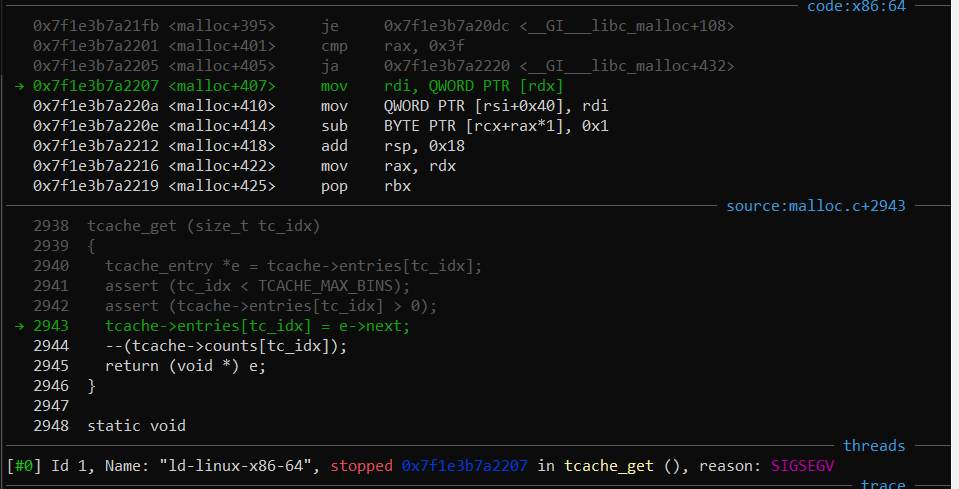 code:x86:64
0x7f1e3b7a21fb <malloc+395> je 0x7f1e3b7a20dc <__GI___libc_malloc+108>
0x7f1e3b7a2201 <malloc+401> cmp rax, 0x3f
0x7f1e3b7a2205 <malloc+405> ja 0x7f1e3b7a2220 <__GI___libc_malloc+432>
→ 0x7f1e3b7a2207 <malloc+407> mov rdi, QWORD PTR [rdx]
0x7f1e3b7a220a <malloc+410> mov QWORD PTR [rsi+0x40], rdi
0x7f1e3b7a220e <malloc+414> sub BYTE PTR [rcx+rax*1], 0x1
0x7f1e3b7a2212 <malloc+418> add rsp, 0x18
0x7f1e3b7a2216 <malloc+422> mov rax, rdx
0x7f1e3b7a2219 <malloc+425> pop rbx
source:malloc.c+2943
2938 tcache_get (size_t tc_idx)
2939 {
2940 tcache_entry *e = tcache->entries[tc_idx];
2941 assert (tc_idx < TCACHE_MAX_BINS);
2942 assert (tcache->entries[tc_idx] > 0);
→ 2943 tcache->entries[tc_idx] = e->next;
2944 --(tcache->counts[tc_idx]);
2945 return (void *) e;
2946 }
2947
2948 static void
threads
[#0] Id 1, Name: "ld-linux-x86-64", stopped 0x7f1e3b7a2207 in tcache_get (), reason: SIGSEGV
trace